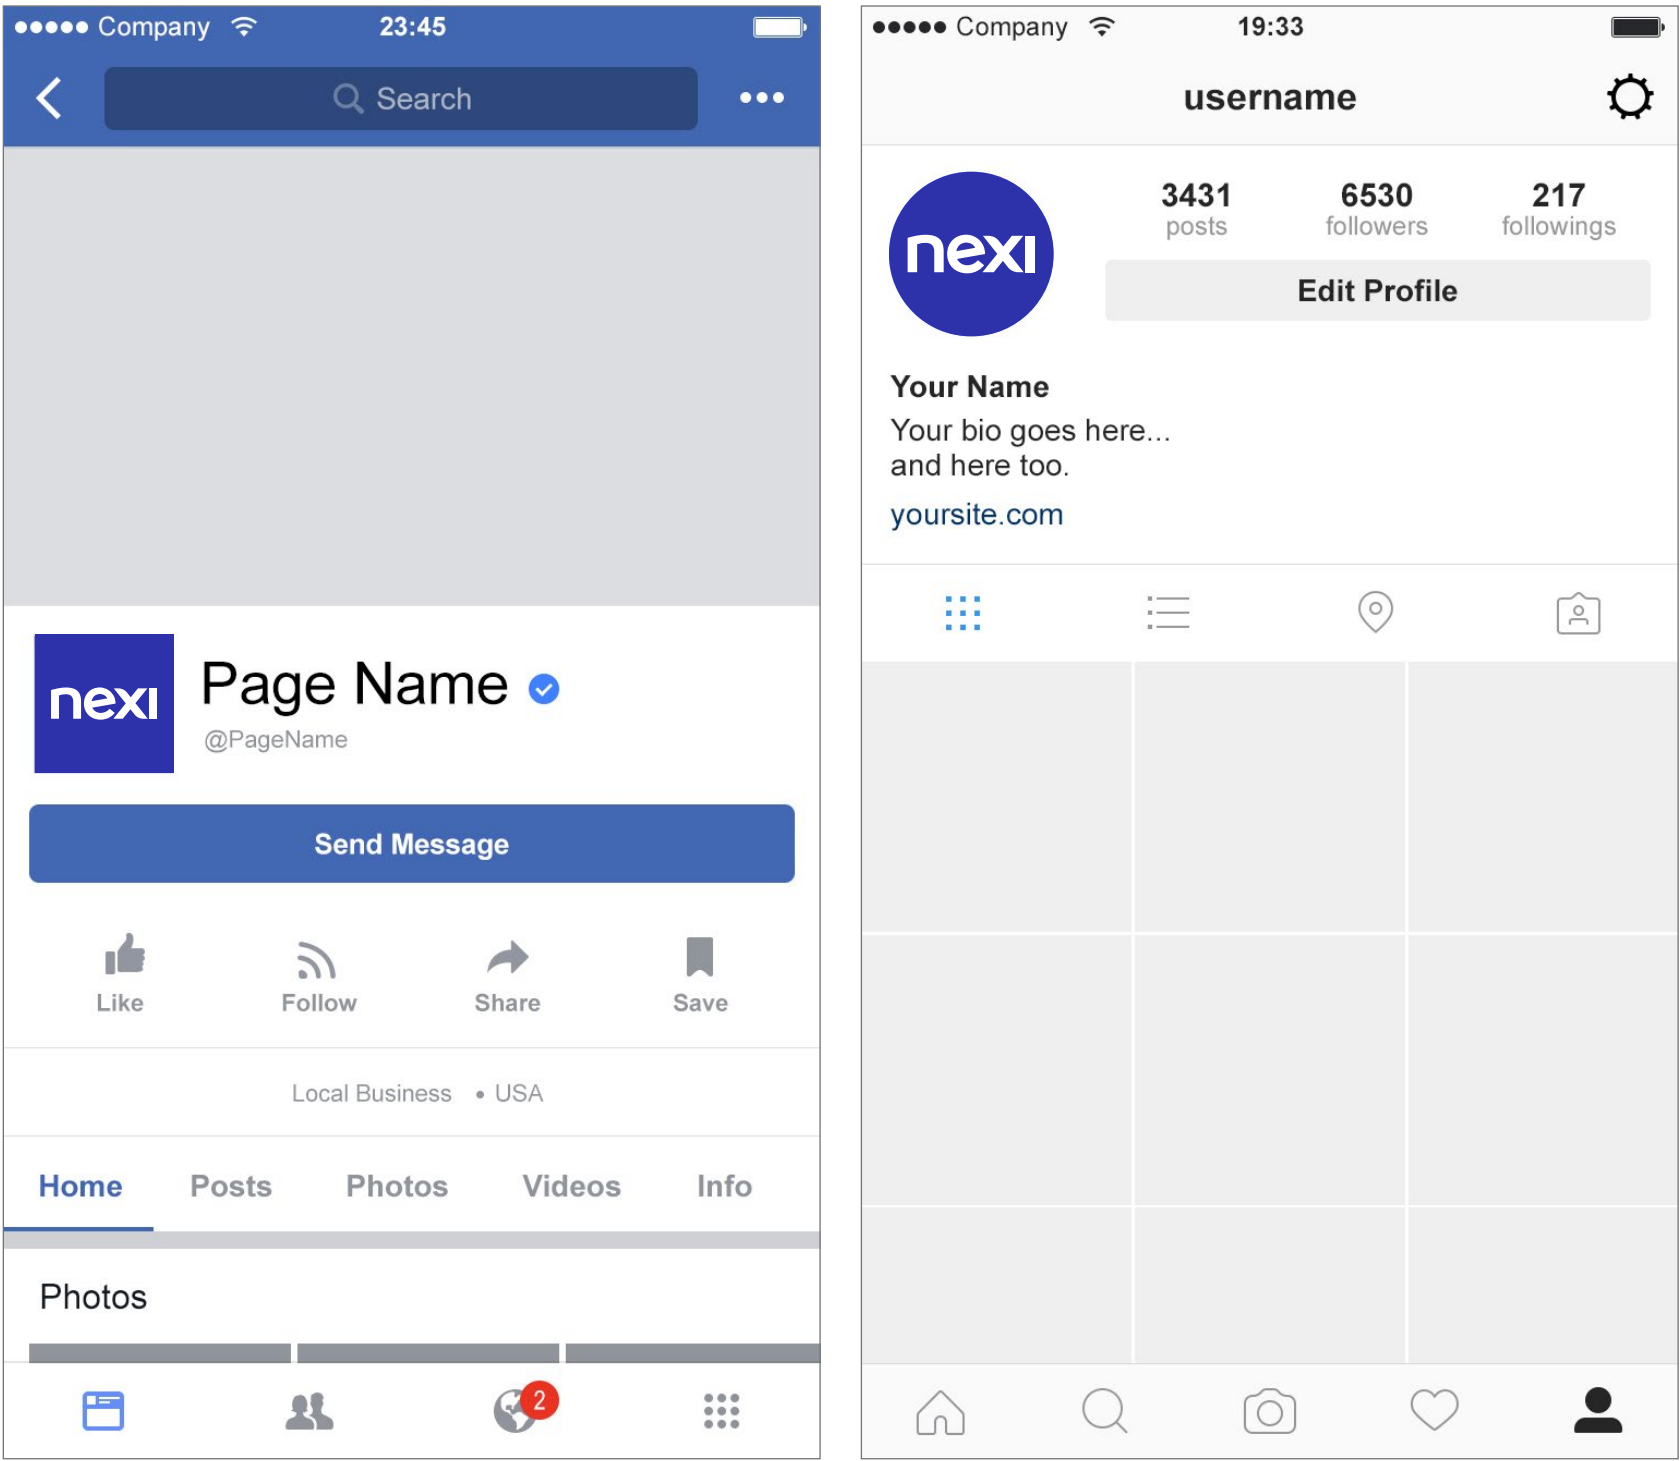 Company 23:45
Search
nexi
Page Name
@PageName
Send Message
Like Follow Share Save
Local Business • USA
Home Posts Photos Videos Info
Photos
2
Company 19:33
username
nexi
3431 6530 217
posts followers followings
Edit Profile
Your Name
Your bio goes here...
and here too.
yoursite.com